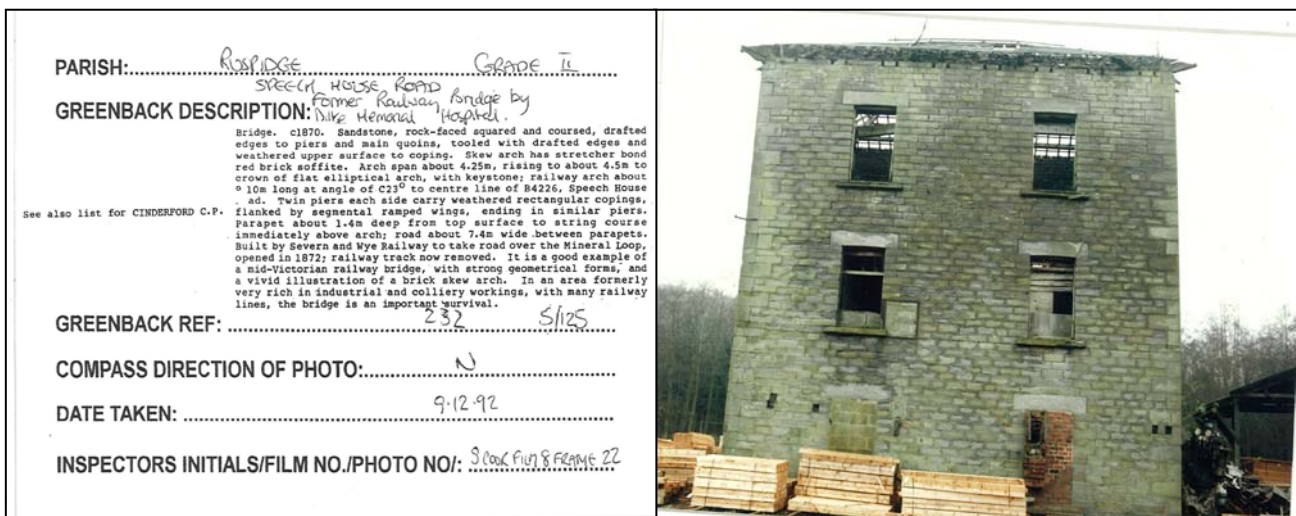 PARISH: RUSPIDGE GRADE II
SPEECH HOUSE ROAD
GREENBACK DESCRIPTION: Former Railway Bridge by
Dilke Memorial Hospital.
Bridge. c1870. Sandstone, rock-faced squared and coursed, drafted
edges to piers and main quoins, tooled with drafted edges and
weathered upper surface to coping. Skew arch has stretcher bond
red brick soffite. Arch span about 4.25m, rising to about 4.5m to
crown of flat elliptical arch, with keystone; railway arch about
10m long at angle of C23° to centre line of B4226, Speech House
ad. Twin piers each side carry weathered rectangular copings,
See also list for CINDERFORD C.P. flanked by segmental ramped wings, ending in similar piers.
Parapet about 1.4m deep from top surface to string course
immediately above arch; road about 7.4m wide between parapets.
Built by Severn and Wye Railway to take road over the Mineral Loop,
opened in 1872; railway track now removed. It is a good example of
a mid-Victorian railway bridge, with strong geometrical forms, and
a vivid illustration of a brick skew arch. In an area formerly
very rich in industrial and colliery workings, with many railway
lines, the bridge is an important survival.
GREENBACK REF: 232 5/125
COMPASS DIRECTION OF PHOTO: N
DATE TAKEN: 9.12.92
INSPECTORS INITIALS/FILM NO./PHOTO NO/: S COOK FILM 8 FRAME 22